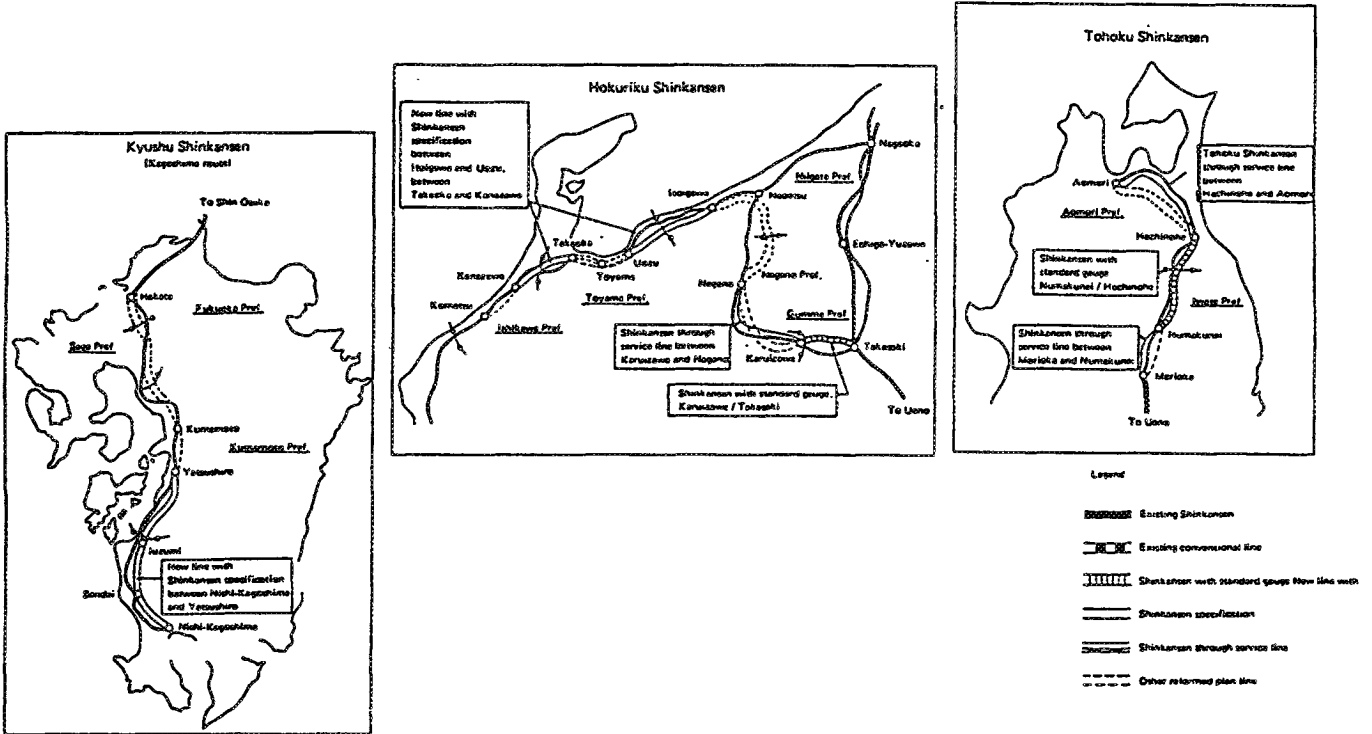 Kyushu Shinkansen
(Kagoshima route)
To Shin Osaka
Hakata
Fukuoka Pref.
Saga Pref.
Kumamoto
Kumamoto Pref.
Yatsushiro
Izumi
New line with
Shinkansen specification
between Nishi-Kagoshima
and Yatsushiro
Sendai
Nishi-Kagoshima
Hokuriku Shinkansen
New line with
Shinkansen
specification
between
Itoigawa and Uozu,
between
Takaoka and Kanazawa
Nagaoka
Niigata Pref.
Itoigawa
Naoetsu
Takaoka
Uozu
Toyama
Echigo-Yuzawa
Kanazawa
Nagano Pref.
Nagano
Toyama Pref.
Komatsu
Ishikawa Pref.
Gumma Pref.
Shinkansen through
service line between
Karuizawa and Nagano
Karuizawa
Takasaki
Shinkansen with standard gauge,
Karuizawa / Takasaki
To Ueno
Tohoku Shinkansen
Tohoku Shinkansen
through service line
between
Hachinohe and Aomori
Aomori
Aomori Pref.
Hachinohe
Shinkansen with
standard gauge
Numakunai / Hachinohe
Iwate Pref.
Numakunai
Shinkansen through
service line between
Morioka and Numakunai
Morioka
To Ueno
Legend
Existing Shinkansen
Existing conventional line
Shinkansen with standard gauge New line with
Shinkansen specification
Shinkansen through service line
Other reformed plan line